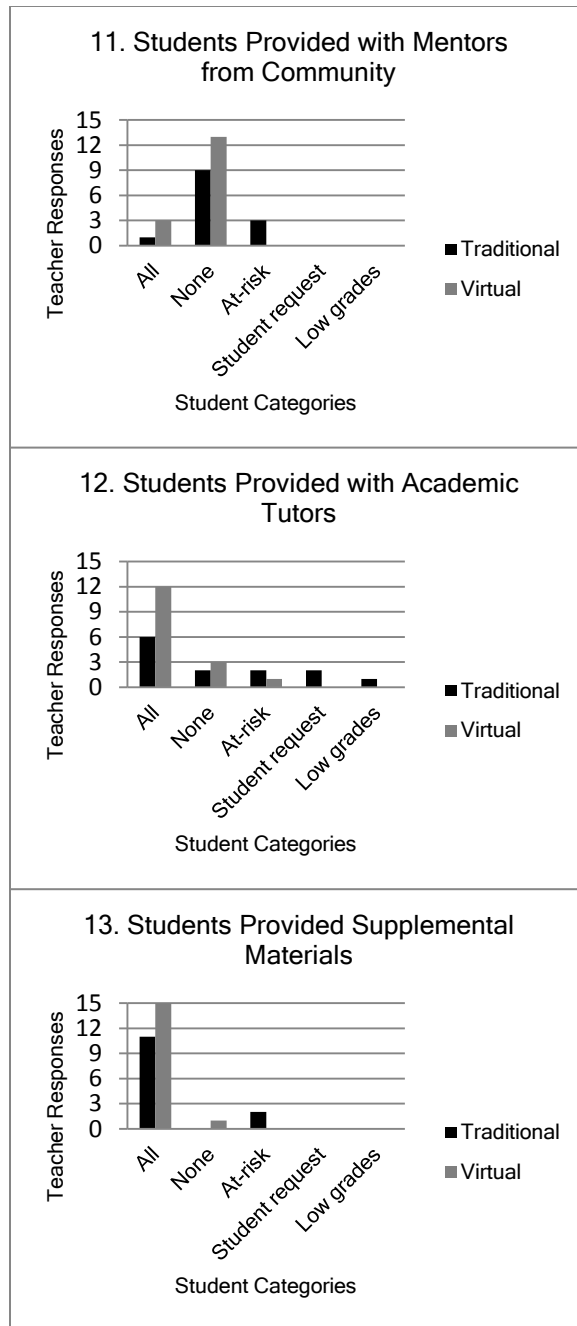 11. Students Provided with Mentors
from Community
Teacher Responses
15
12
9
6
3
0
All
None
At-risk
Student request
Low grades
Student Categories
Traditional
Virtual
12. Students Provided with Academic
Tutors
Teacher Responses
15
12
9
6
3
0
All
None
At-risk
Student request
Low grades
Student Categories
Traditional
Virtual
13. Students Provided Supplemental
Materials
Teacher Responses
15
12
9
6
3
0
All
None
At-risk
Student request
Low grades
Student Categories
Traditional
Virtual